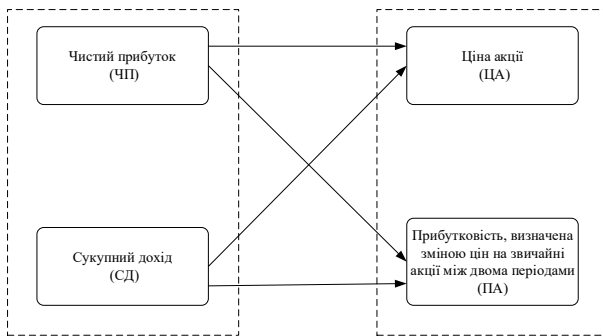 Чистий прибуток
(ЧП)
Ціна акції
(ЦА)
Сукупний дохід
(СД)
Прибутковість, визначена
зміною цін на звичайні
акції між двома періодами
(ПА)